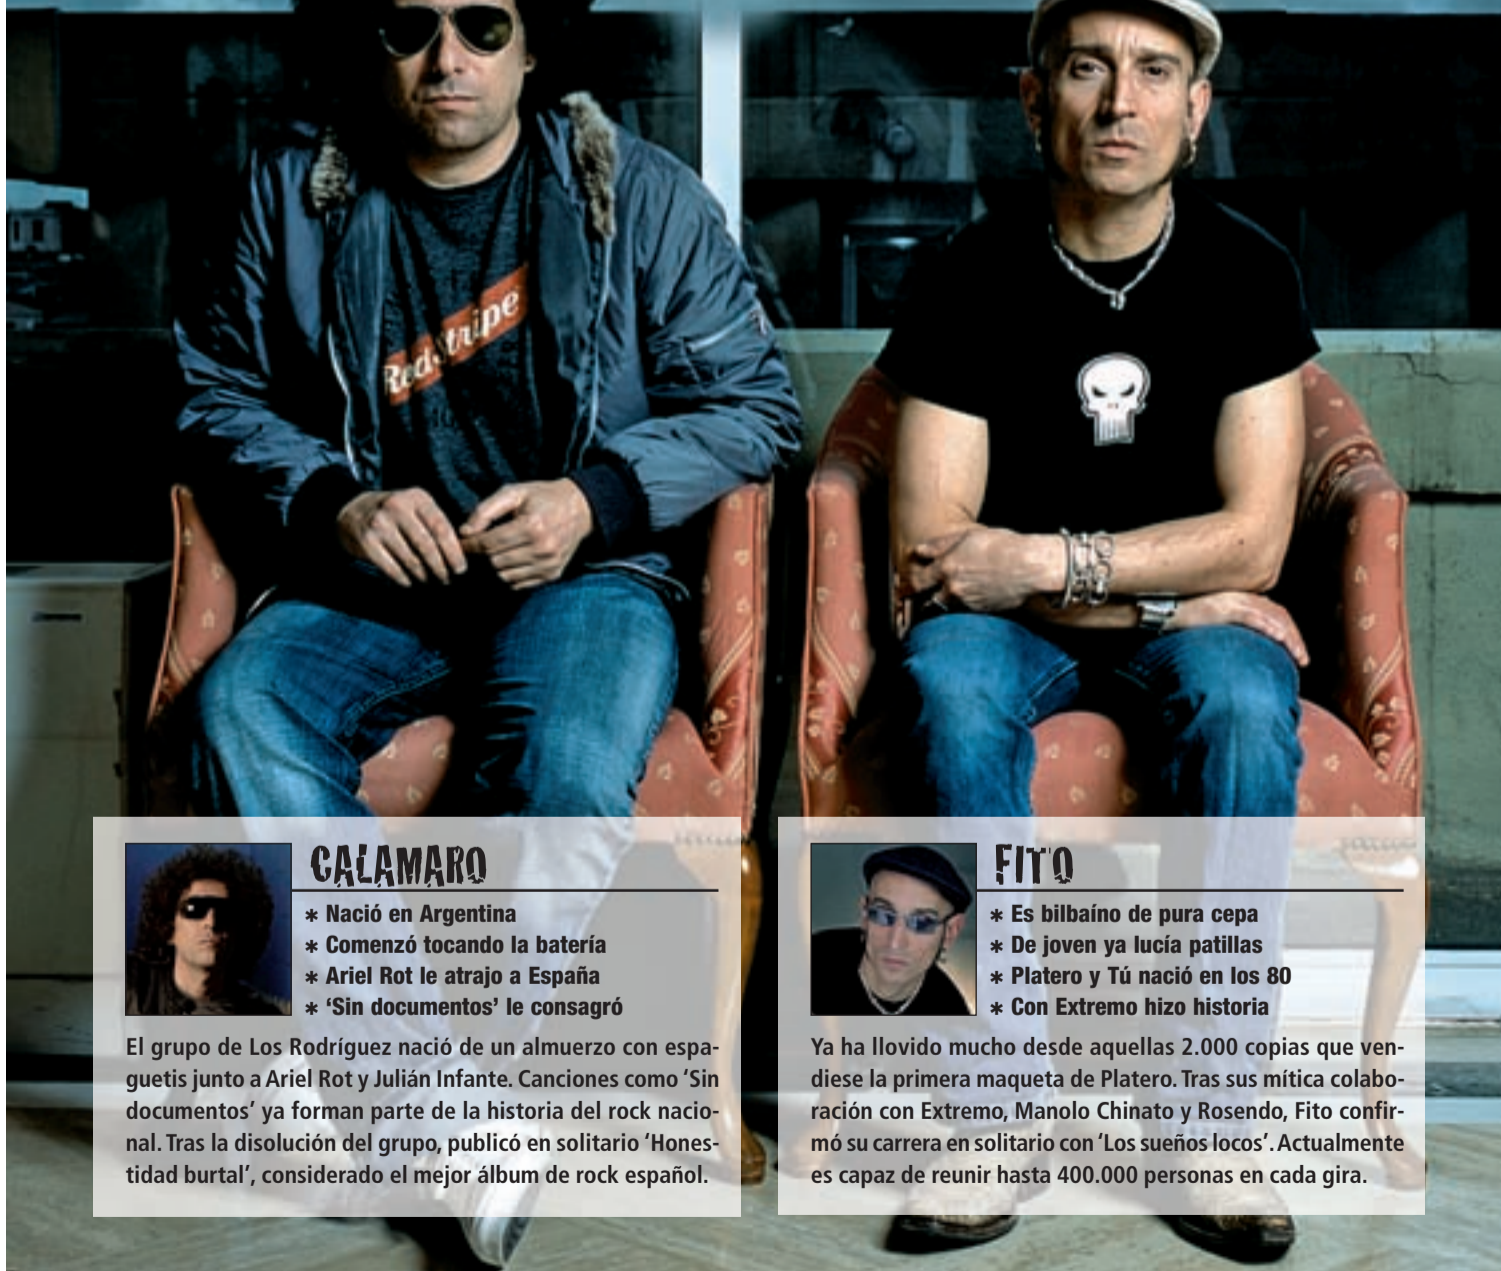 Red Stripe
CALAMARO
* Nació en Argentina
* Comenzó tocando la batería
* Ariel Rot le atrajo a España
* ‘Sin documentos’ le consagró
El grupo de Los Rodríguez nació de un almuerzo con espa-
guetis junto a Ariel Rot y Julián Infante. Canciones como ‘Sin
documentos’ ya forman parte de la historia del rock nacio-
nal. Tras la disolución del grupo, publicó en solitario ‘Hones-
tidad burtal’, considerado el mejor álbum de rock español.
FITO
* Es bilbaíno de pura cepa
* De joven ya lucía patillas
* Platero y Tú nació en los 80
* Con Extremo hizo historia
Ya ha llovido mucho desde aquellas 2.000 copias que ven-
diese la primera maqueta de Platero. Tras sus mítica colabo-
ración con Extremo, Manolo Chinato y Rosendo, Fito confir-
mó su carrera en solitario con ‘Los sueños locos’. Actualmente
es capaz de reunir hasta 400.000 personas en cada gira.